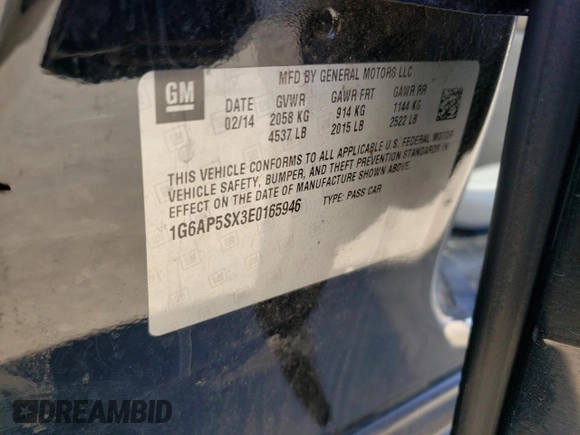 GM
MFD BY GENERAL MOTORS LLC
DATE GVWR GAWR FRT GAWR RR
02/14 2058 KG 914 KG 1144 KG
4537 LB 2015 LB 2522 LB
THIS VEHICLE CONFORMS TO ALL APPLICABLE U.S. FEDERAL MOTOR
VEHICLE SAFETY, BUMPER, AND THEFT PREVENTION STANDARDS IN
EFFECT ON THE DATE OF MANUFACTURE SHOWN ABOVE.
1G6AP5SX3E0165946 TYPE: PASS CAR
DREAMBID